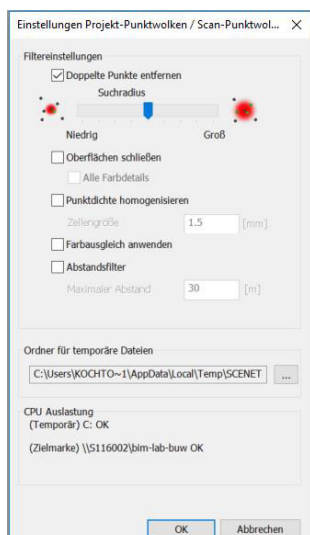 Einstellungen Projekt-Punktwolken / Scan-Punktwol...
Filtereinstellungen
Doppelte Punkte entfernen
Suchradius
Niedrig Groß
Oberflächen schließen
Alle Farbdetails
Punktdichte homogenisieren
Zellengröße 1.5 [mm]
Farbausgleich anwenden
Abstandsfilter
Maximaler Abstand 30 [m]
Ordner für temporäre Dateien
C:\Users\KOCHTO~1\AppData\Local\Temp\SCENET ...
CPU Auslastung
(Temporär) C: OK
(Zielmarke) \\S116002\bim-lab-buw OK
OK Abbrechen